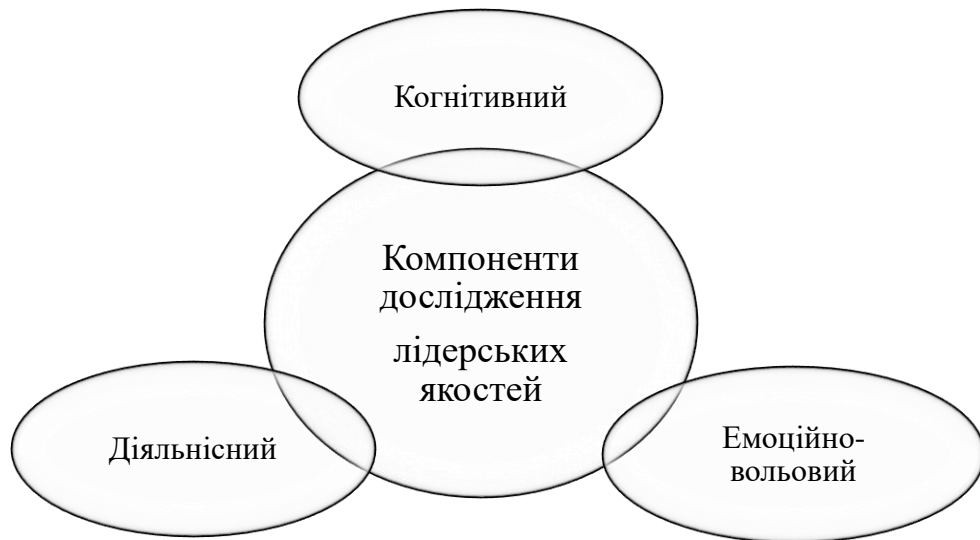 Когнітивний
Компоненти
дослідження
лідерських
якостей
Діяльнісний
Емоційно-
вольовий